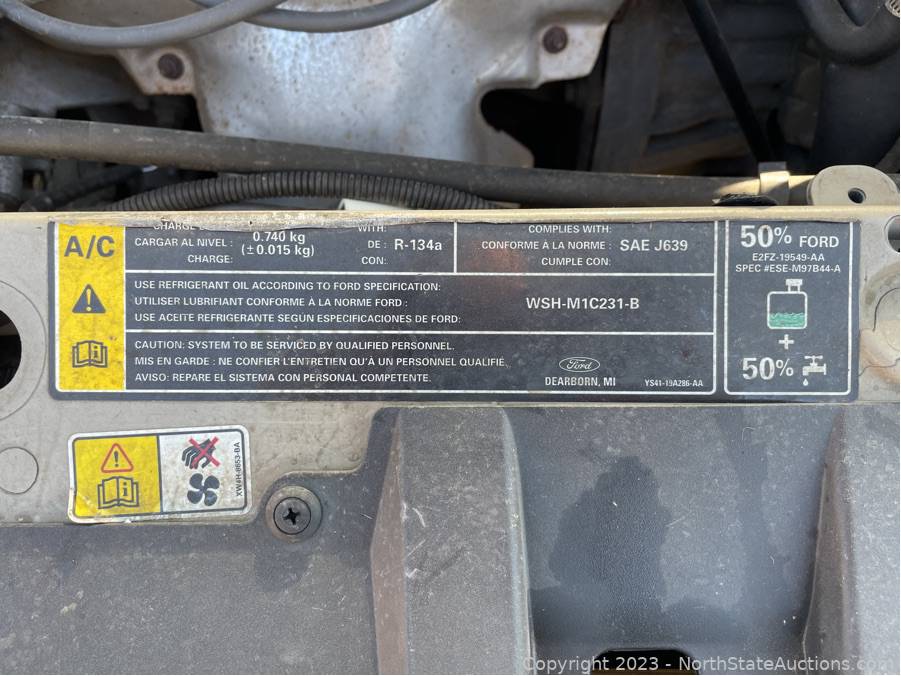 A/C
CARGAR AL NIVEL :
CHARGE:
0.740 kg
(± 0.015 kg)
WITH:
DE :
CON:
R-134a
COMPLIES WITH:
CONFORME À LA NORME :
CUMPLE CON:
SAE J639
USE REFRIGERANT OIL ACCORDING TO FORD SPECIFICATION:
UTILISER LUBRIFIANT CONFORME À LA NORME FORD :
USE ACEITE REFRIGERANTE SEGÚN ESPECIFICACIONES DE FORD:
WSH-M1C231-B
CAUTION: SYSTEM TO BE SERVICED BY QUALIFIED PERSONNEL.
MIS EN GARDE : NE CONFIER L'ENTRETIEN QU'À UN PERSONNEL QUALIFIÉ.
AVISO: REPARE EL SISTEMA CON PERSONAL COMPETENTE.
Ford
DEARBORN, MI
YS41-19A286-AA
50% FORD
E2FZ-19549-AA
SPEC #ESE-M97B44-A
+
50%
XW4H-8653-BA
Copyright 2023 - NorthStateAuctions.com